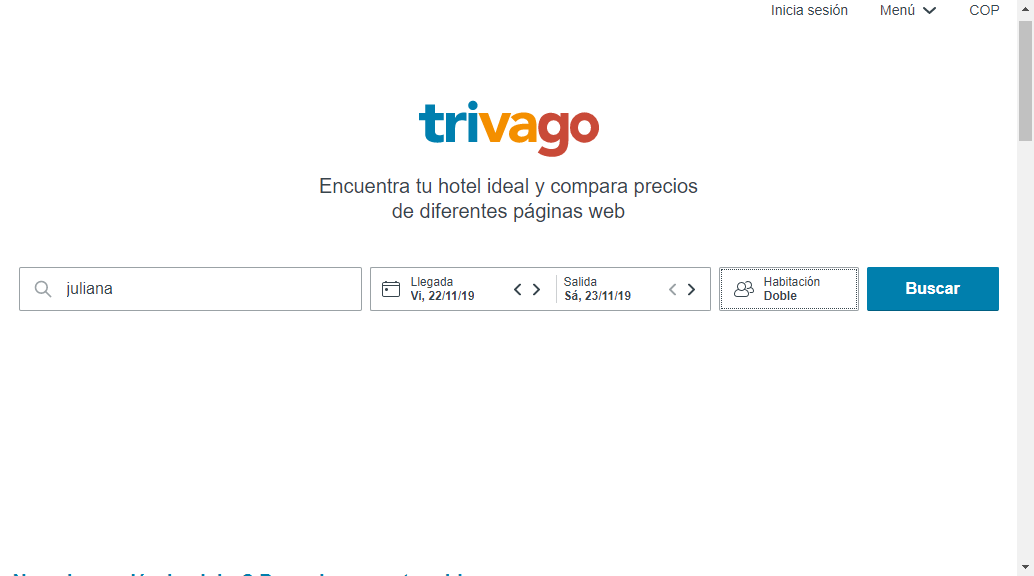 Inicia sesión Menú COP
trivago
Encuentra tu hotel ideal y compara precios
de diferentes páginas web
juliana
Llegada
Vi, 22/11/19
Salida
Sá, 23/11/19
Habitación
Doble
Buscar